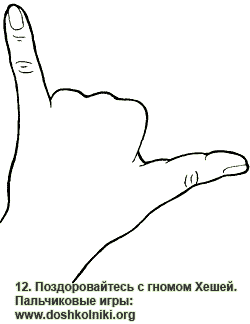 12. Поздоровайтесь с гномом Хешей.
Пальчиковые игры:
www.doshkolniki.org